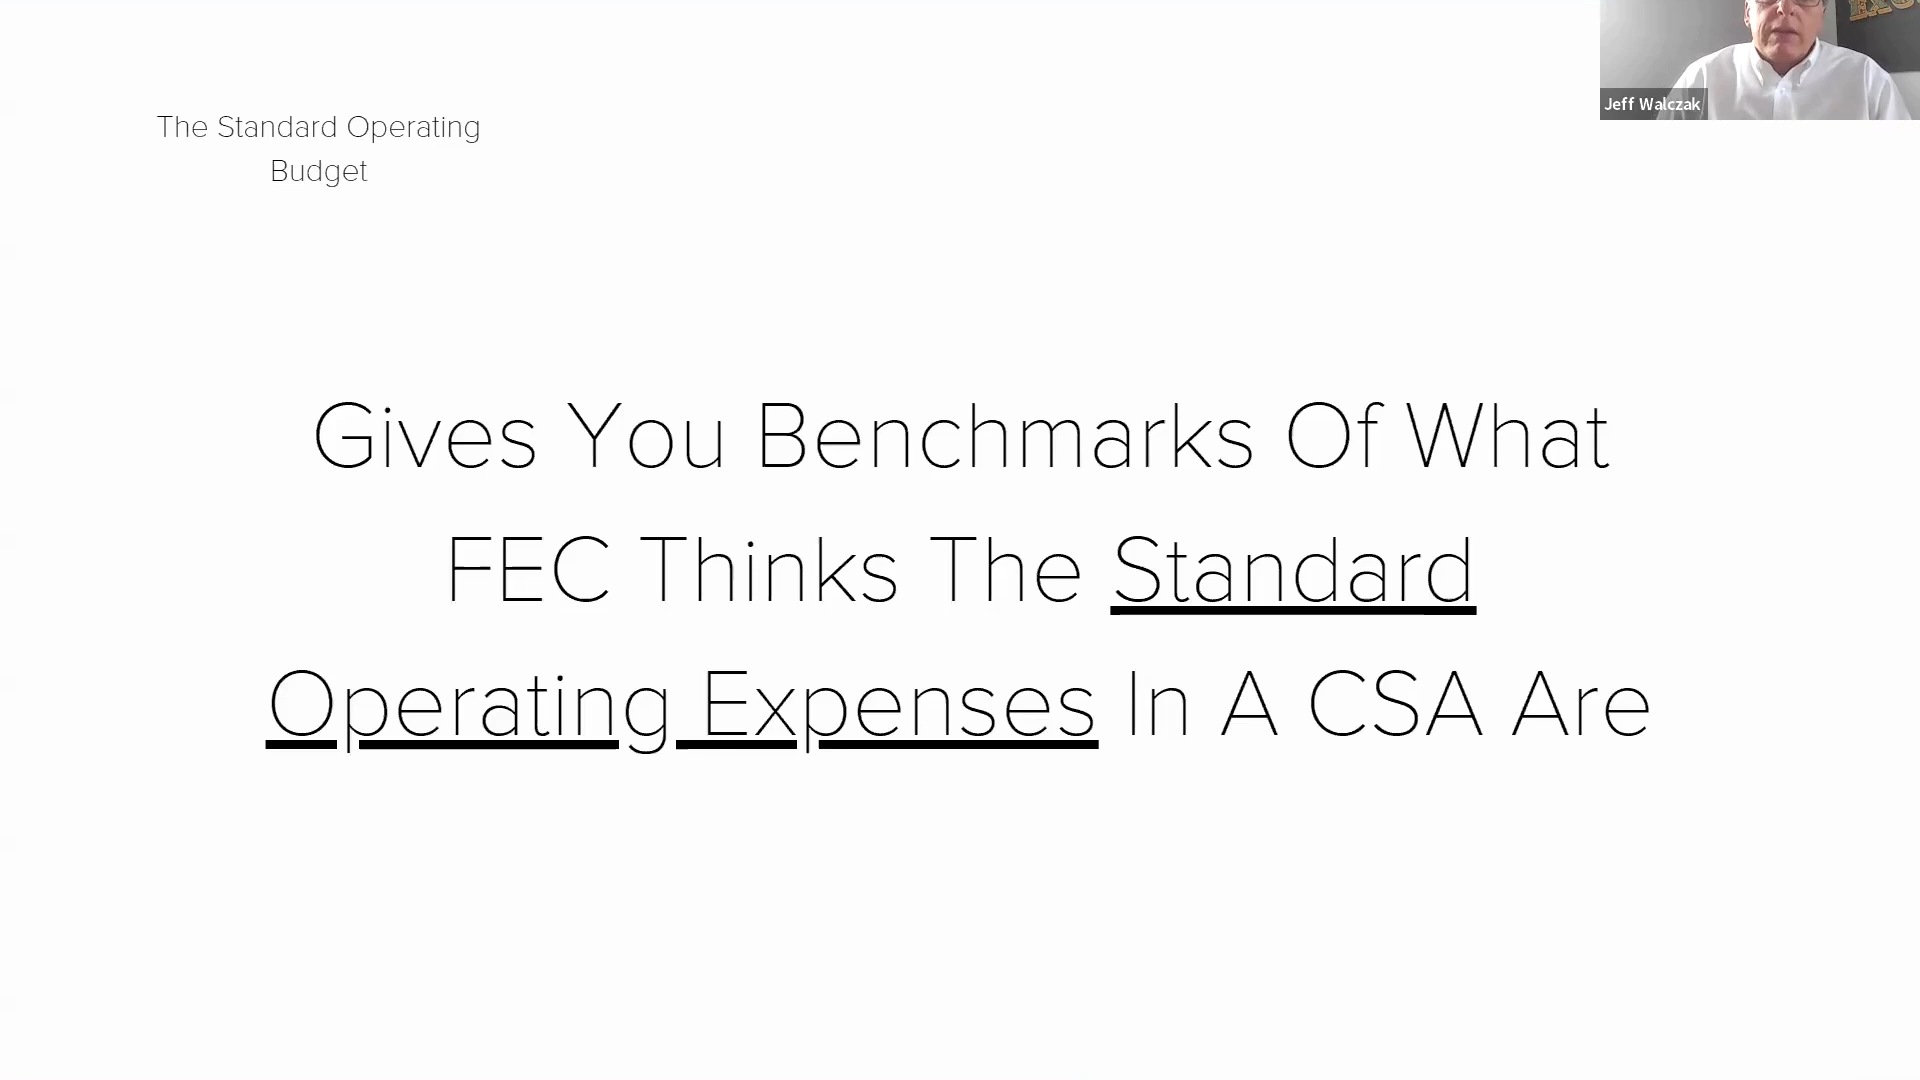 The Standard Operating
Budget
Jeff Walczak
Gives You Benchmarks Of What
FEC Thinks The Standard
Operating Expenses In A CSA Are